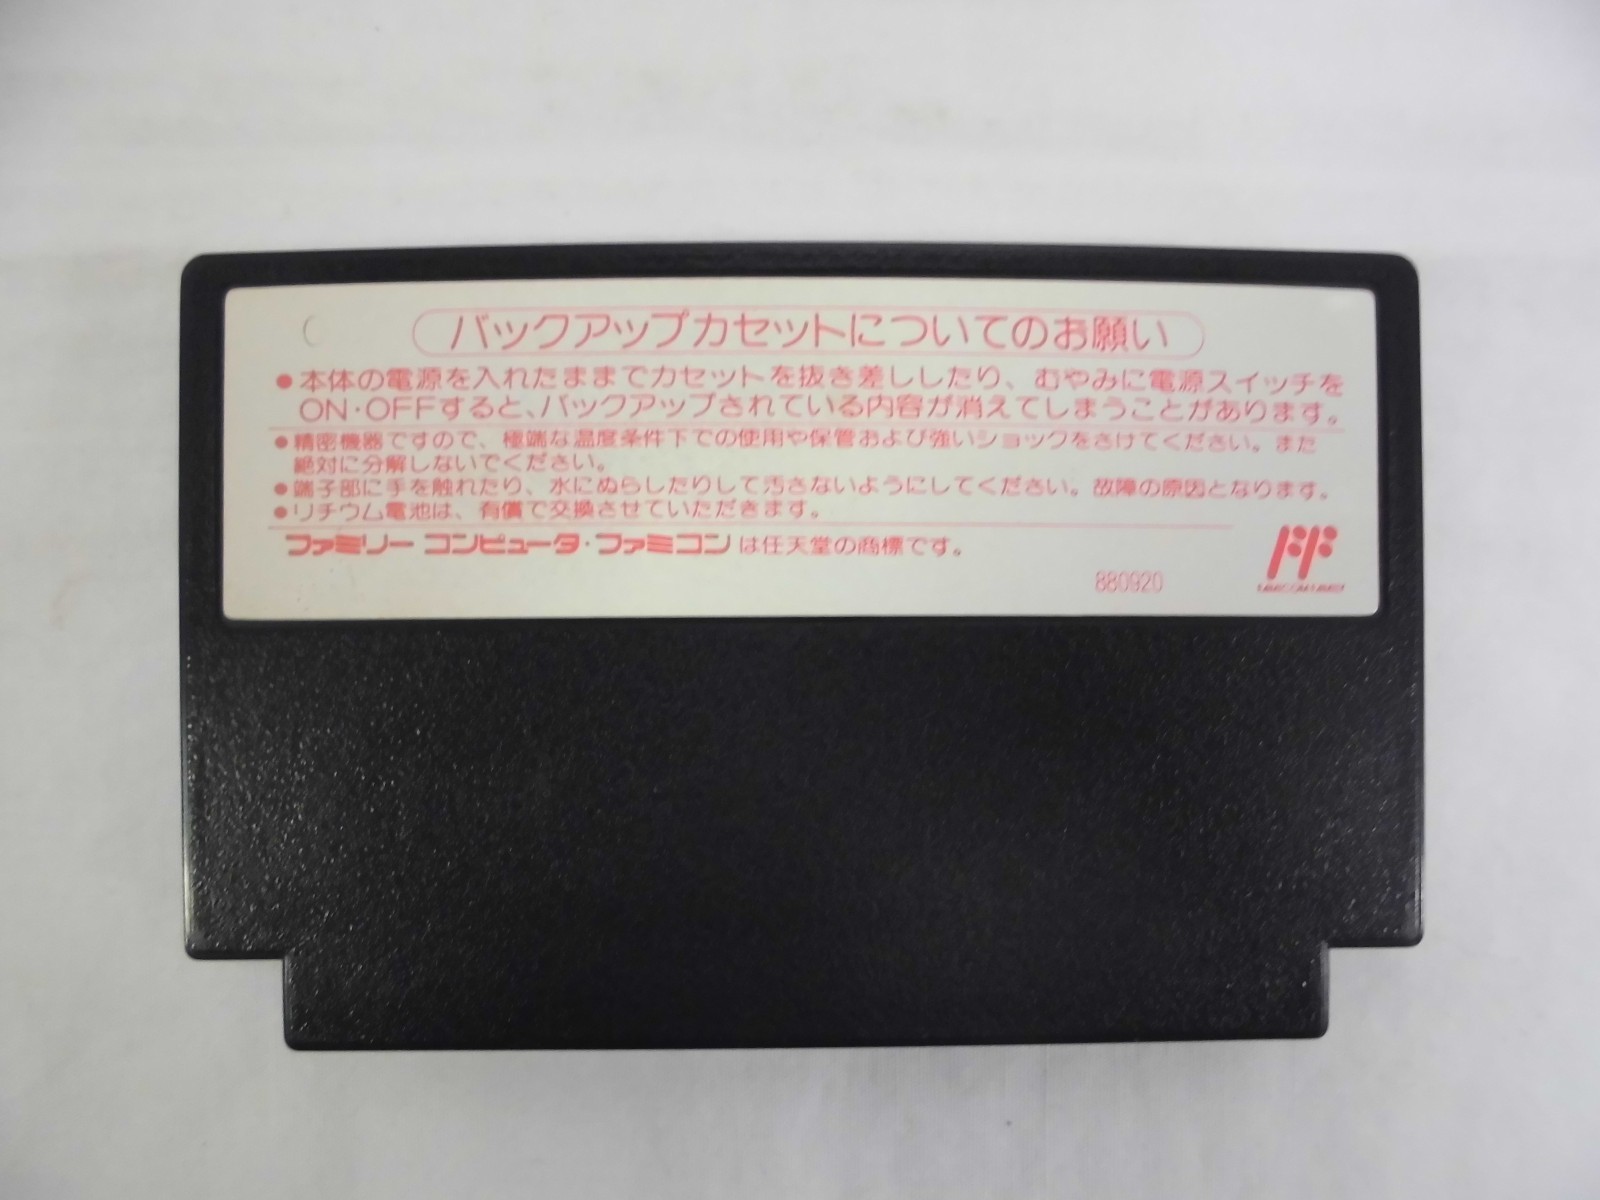 バックアップカセットについてのお願い
●本体の電源を入れたままでカセットを抜き差ししたり、むやみに電源スイッチを
ON・OFFすると、バックアップされている内容が消えてしまうことがあります。
●精密機器ですので、極端な温度条件下での使用や保管および強いショックをさけてください。また
絶対に分解しないでください。
●端子部に手を触れたり、水にぬらしたりして汚さないようにしてください。故障の原因となります。
●リチウム電池は、有償で交換させていただきます。
ファミリー コンピュータ・ファミコンは任天堂の商標です。
880920
FF